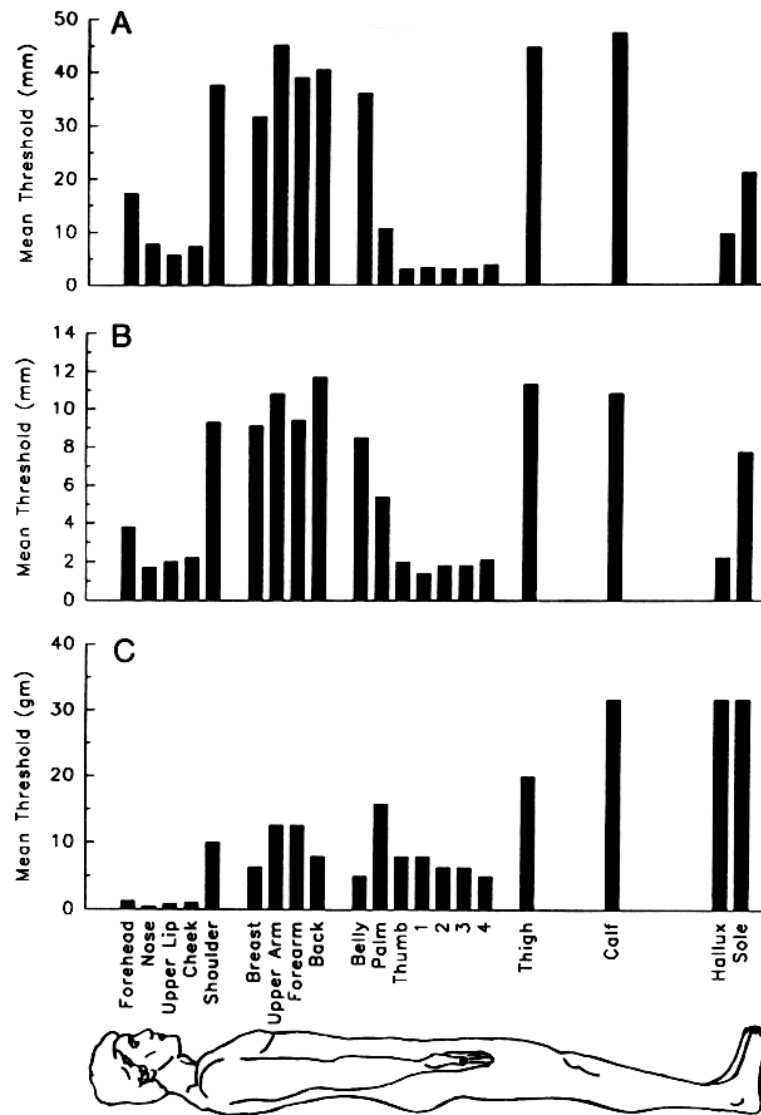 A
Mean Threshold (mm)
50
40
30
20
10
0
B
Mean Threshold (mm)
14
12
10
8
6
4
2
0
C
Mean Threshold (gm)
40
30
20
10
0
Forehead
Nose
Upper Lip
Cheek
Shoulder
Breast
Upper Arm
Forearm
Back
Belly
Palm
Thumb
1
2
3
4
Thigh
Calf
Hallux
Sole